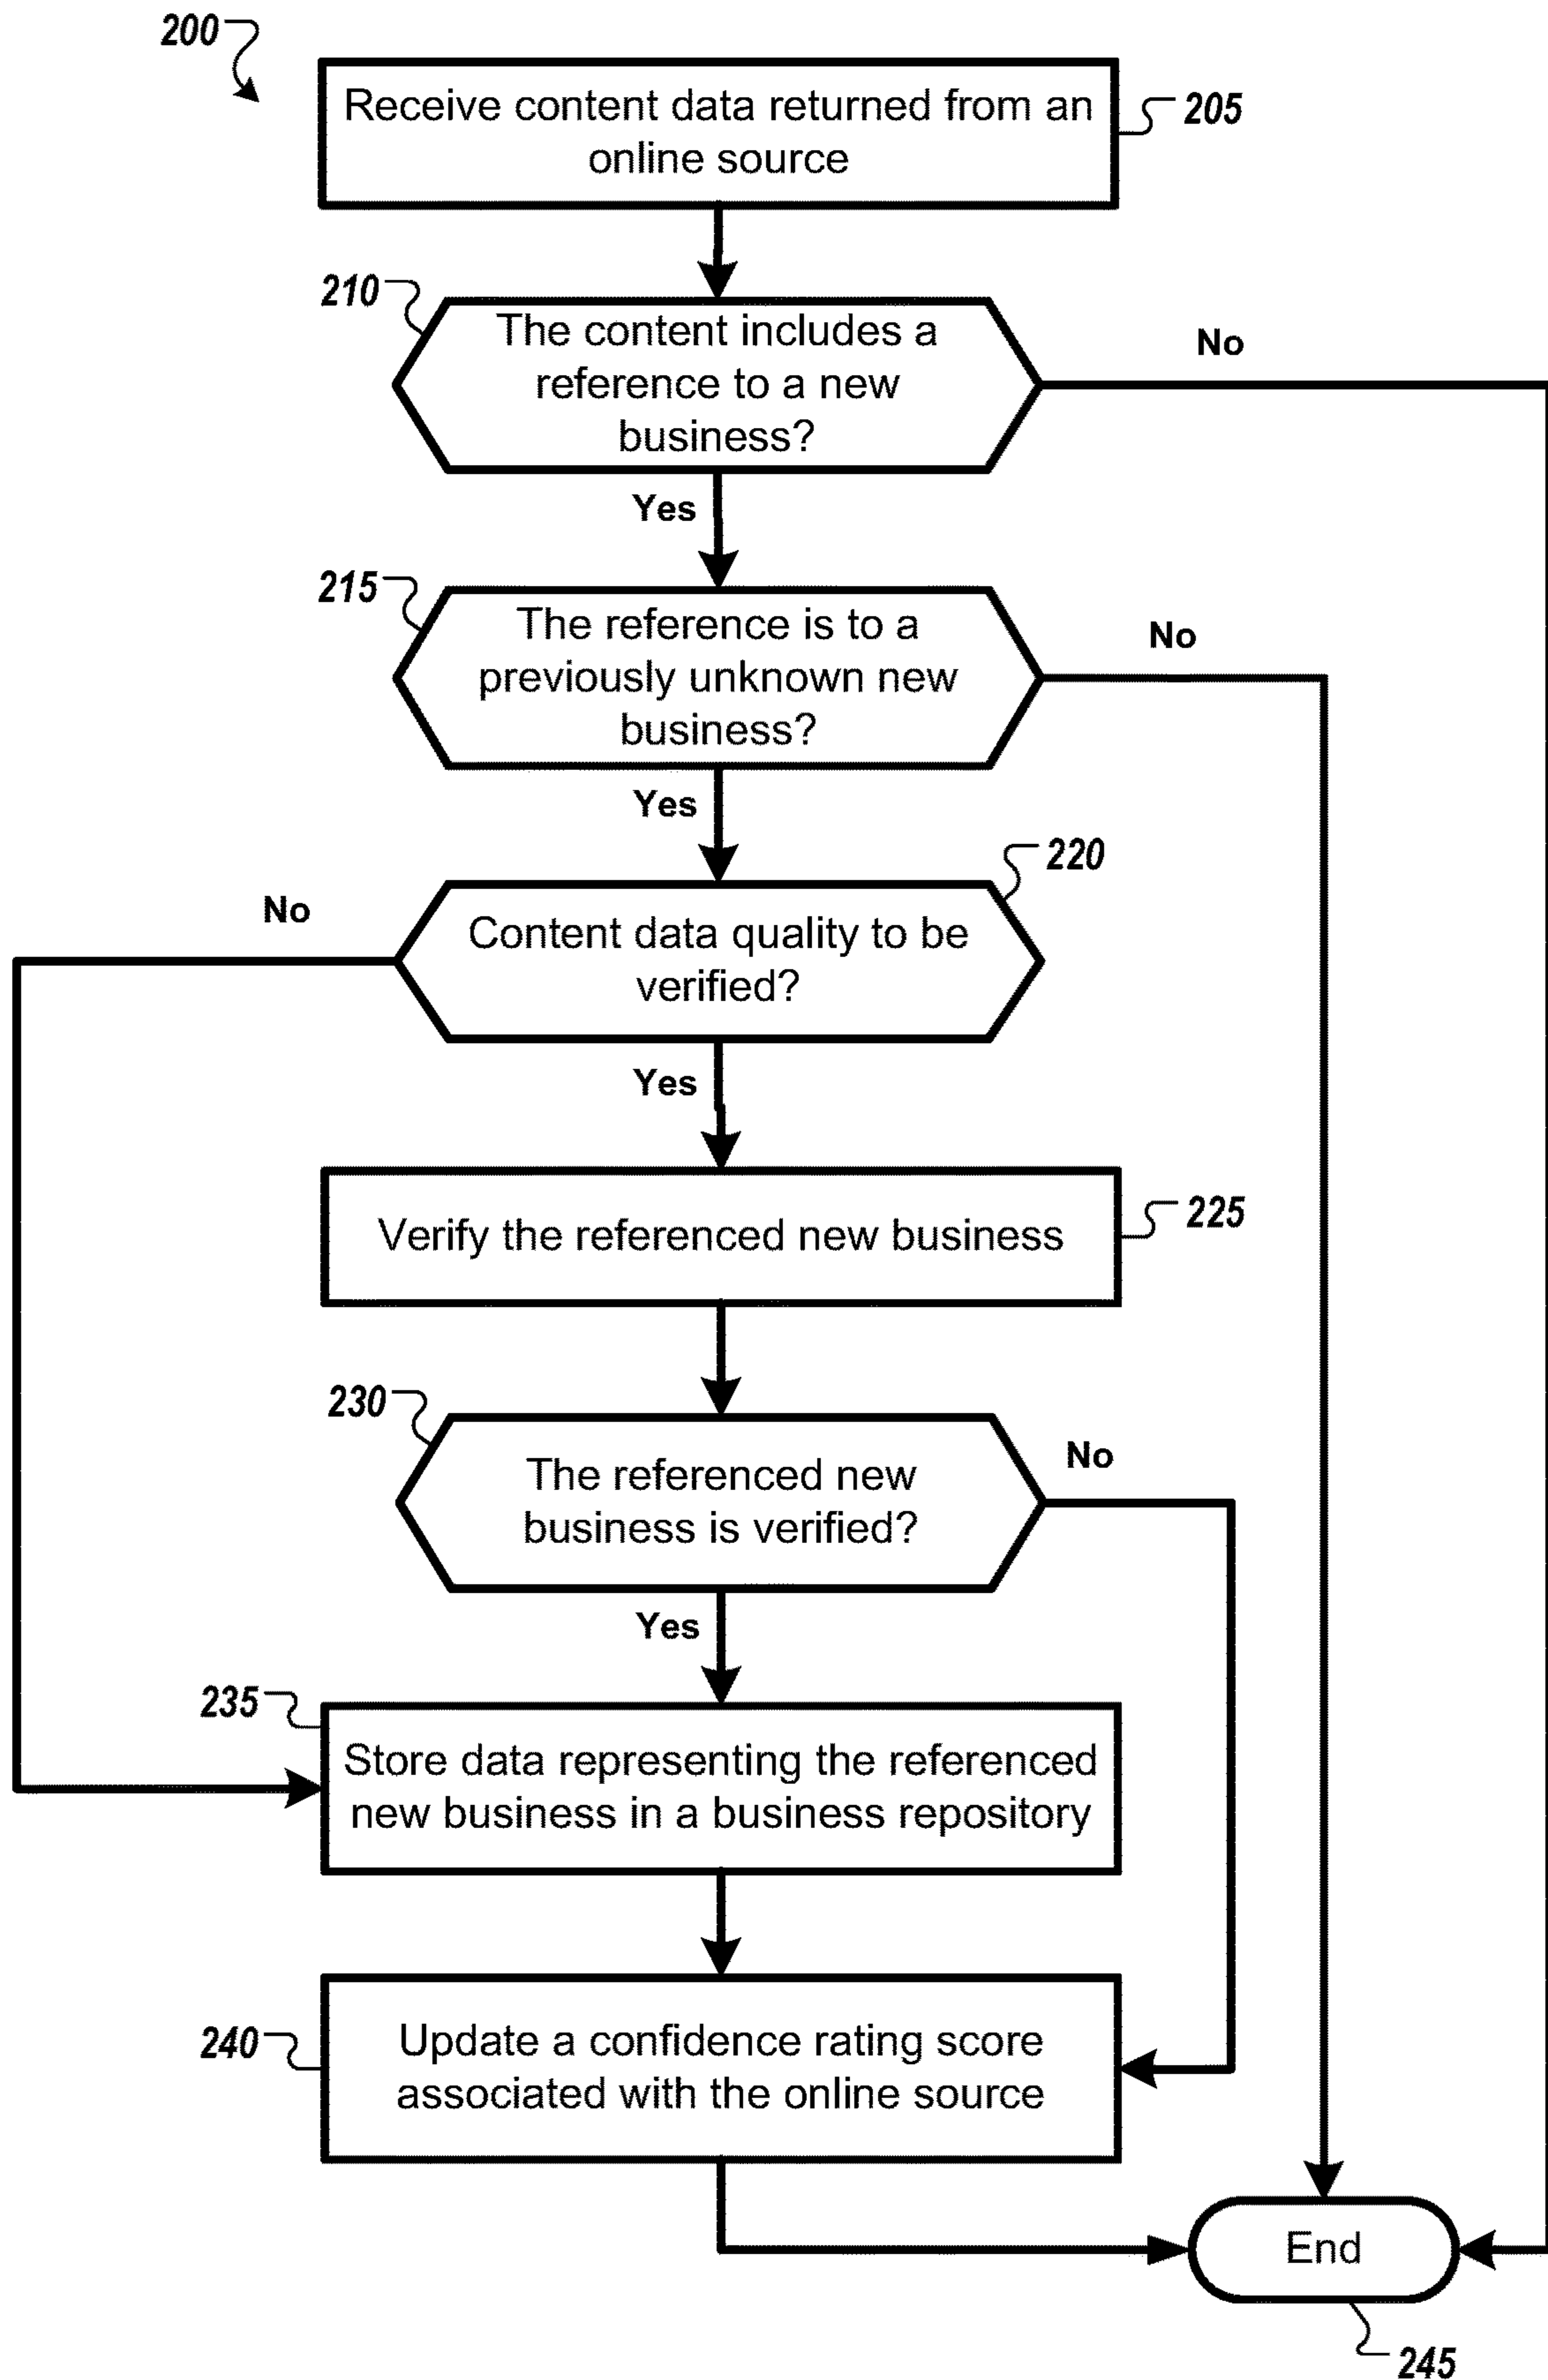 200
Receive content data returned from an
online source
205
210
The content includes a
reference to a new
business?
No
Yes
215
The reference is to a
previously unknown new
business?
No
Yes
220
No
Content data quality to be
verified?
Yes
Verify the referenced new business
225
230
The referenced new
business is verified?
No
Yes
235
Store data representing the referenced
new business in a business repository
240
Update a confidence rating score
associated with the online source
End
245